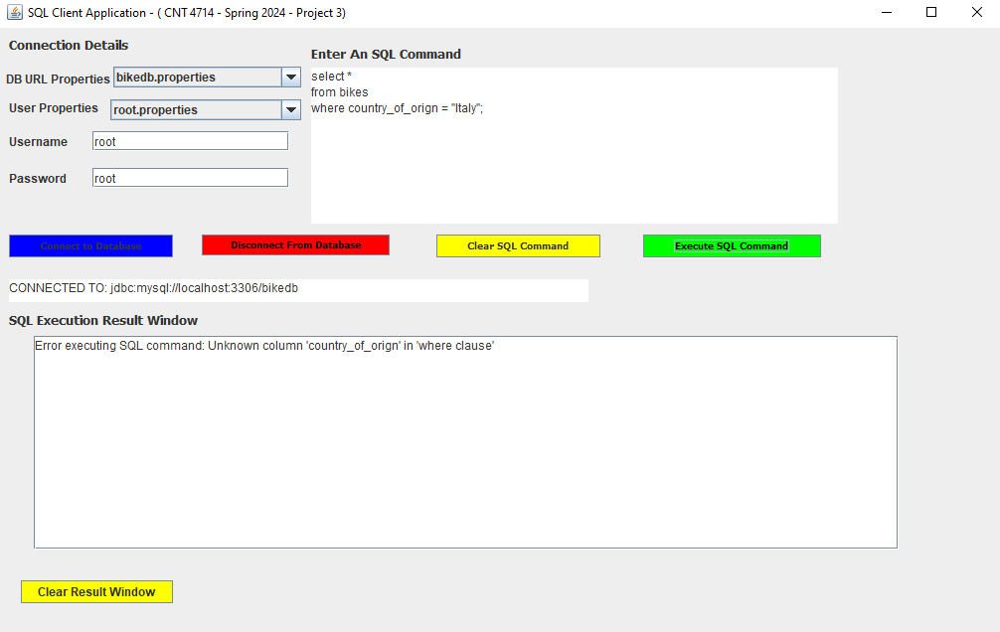 SQL Client Application - ( CNT 4714 - Spring 2024 - Project 3)
Connection Details
Enter An SQL Command
DB URL Properties
bikedb.properties
User Properties
root.properties
Username
root
Password
root
select *
from bikes
where country_of_orign = "Italy";
Connect to Database
Disconnect From Database
Clear SQL Command
Execute SQL Command
CONNECTED TO: jdbc:mysql://localhost:3306/bikedb
SQL Execution Result Window
Error executing SQL command: Unknown column 'country_of_orign' in 'where clause'
Clear Result Window